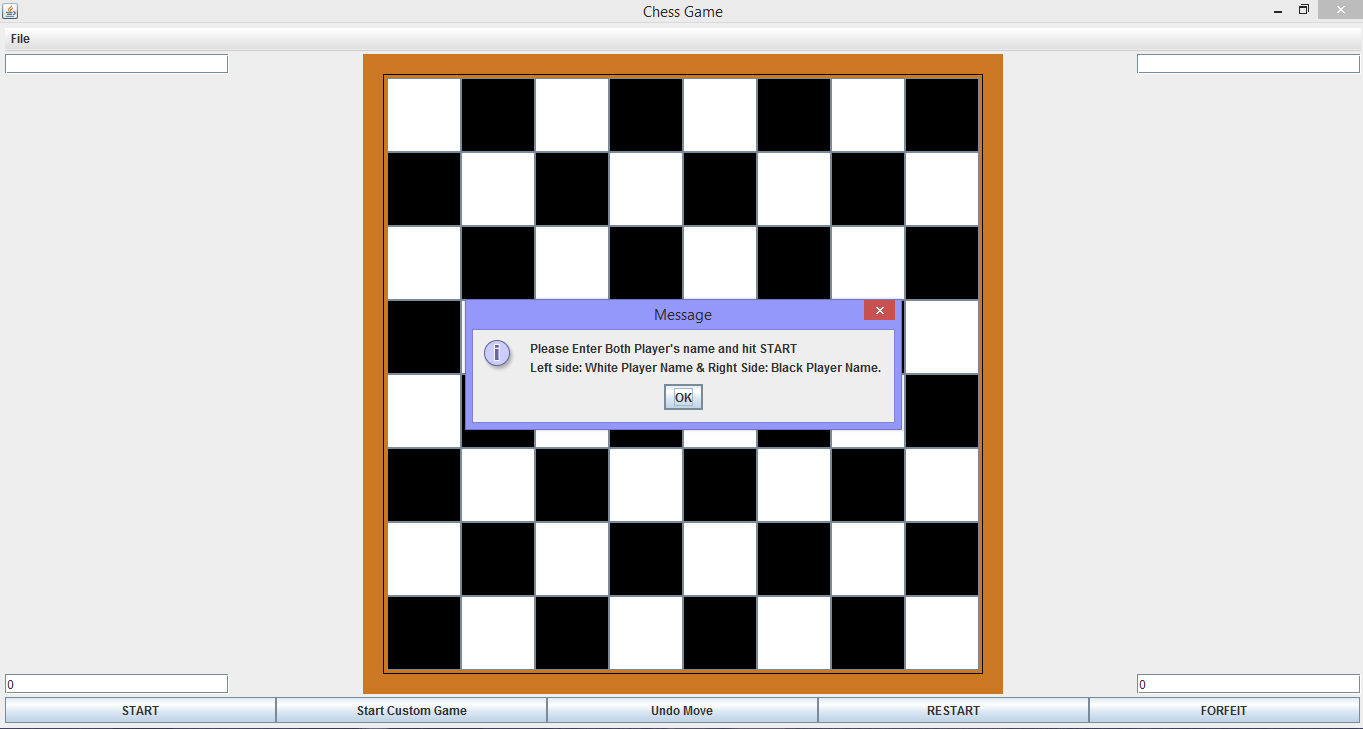 Chess Game
File
Message
Please Enter Both Player's name and hit START
Left side: White Player Name & Right Side: Black Player Name.
OK
0
0
START
Start Custom Game
Undo Move
RESTART
FORFEIT